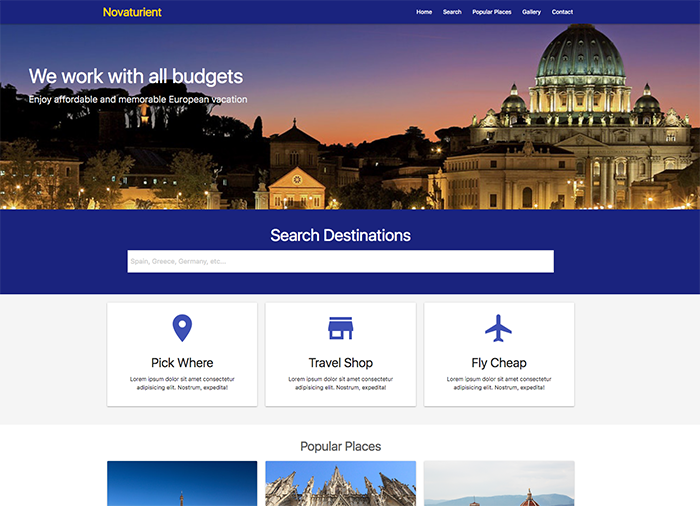 Novaturient
Home Search Popular Places Gallery Contact
We work with all budgets
Enjoy affordable and memorable European vacation
Search Destinations
Spain, Greece, Germany, etc...
Pick Where
Lorem ipsum dolor sit amet consectetur
adipisicing elit. Nostrum, expedita!
Travel Shop
Lorem ipsum dolor sit amet consectetur
adipisicing elit. Nostrum, expedita!
Fly Cheap
Lorem ipsum dolor sit amet consectetur
adipisicing elit. Nostrum, expedita!
Popular Places